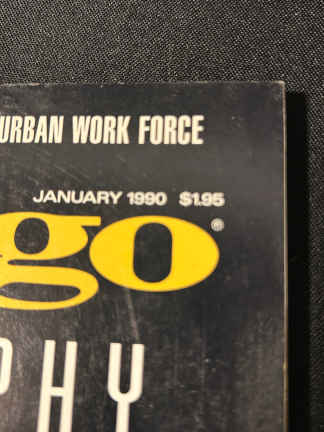 URBAN WORK FORCE
JANUARY 1990 $1.95
go®
PHY